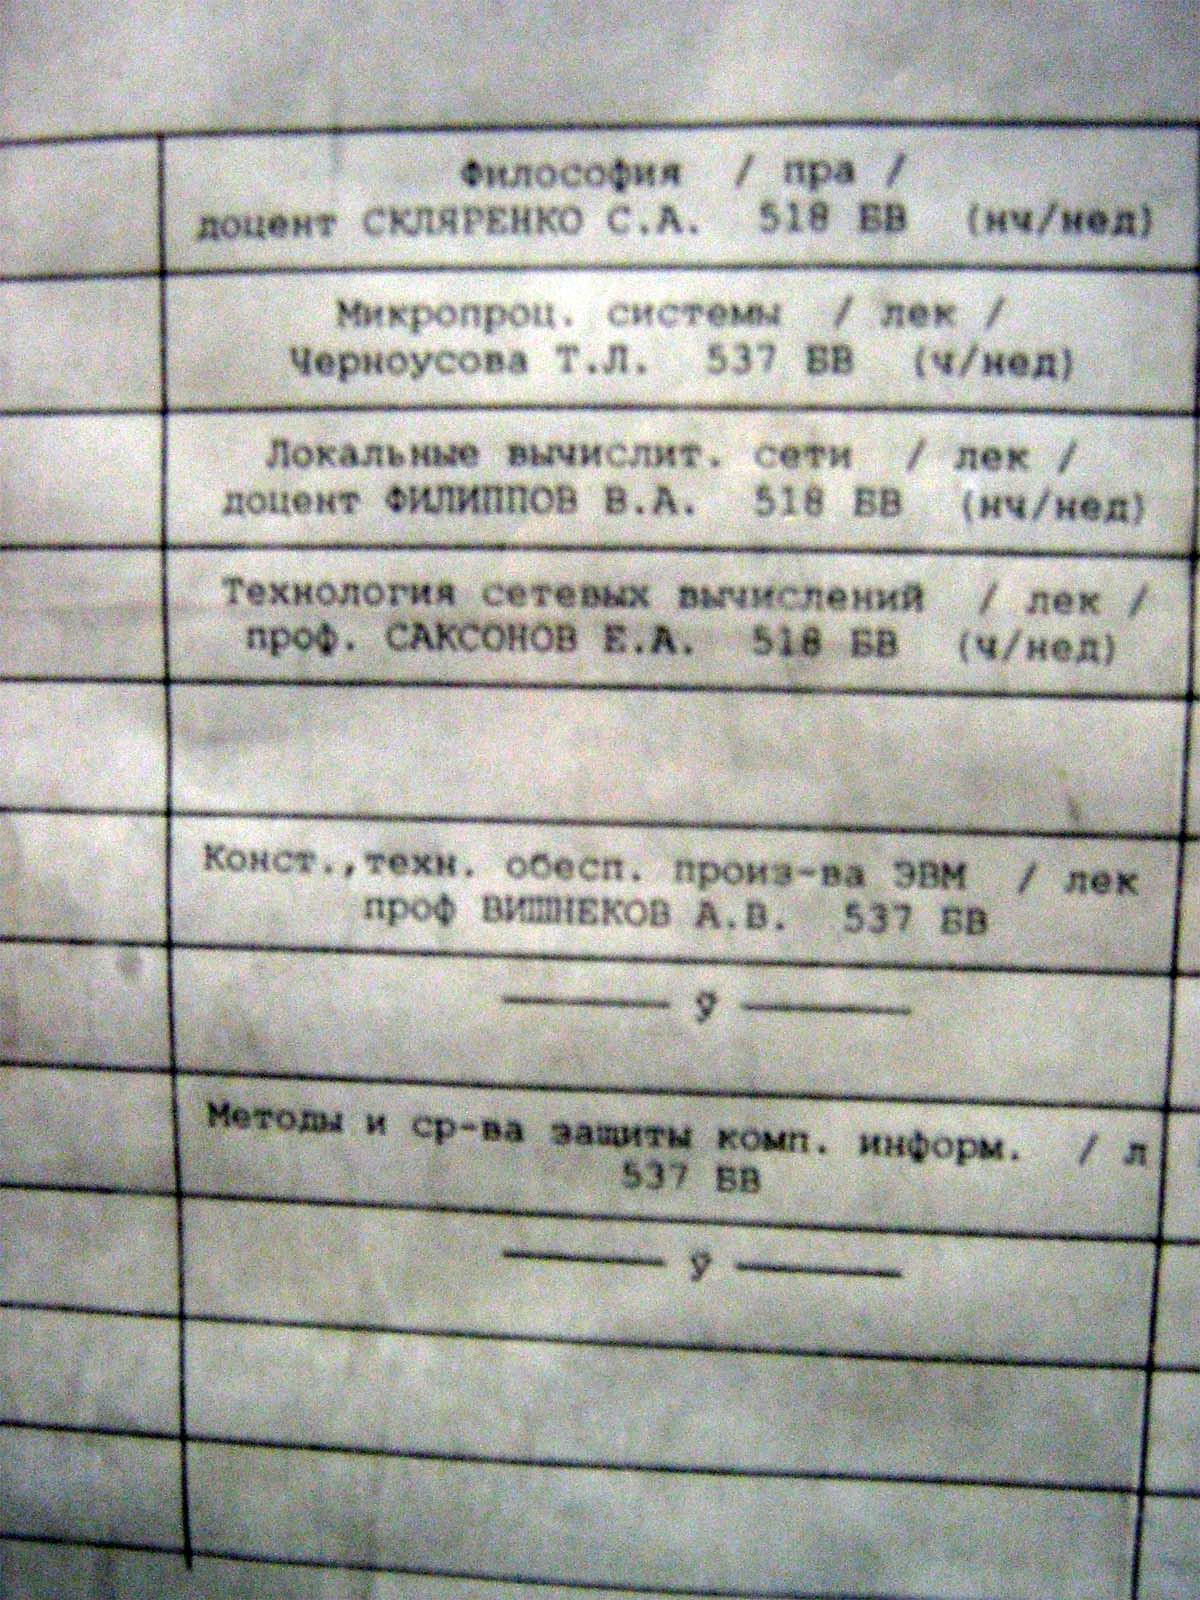 Философия / пра /
доцент СКЛЯРЕНКО С.А. 518 БВ (нч/нед)
Микропроц. системы / лек /
Черноусова Т.Л. 537 БВ (ч/нед)
Локальные вычислит. сети / лек /
доцент ФИЛИППОВ В.А. 518 БВ (нч/нед)
Технология сетевых вычислений / лек /
проф. САКСОНОВ Е.А. 518 БВ (ч/нед)
Конст.,техн. обесп. произ-ва ЭВМ / лек
проф ВИШНЕКОВ А.В. 537 БВ
Методы и ср-ва защиты комп. информ. / л
537 БВ